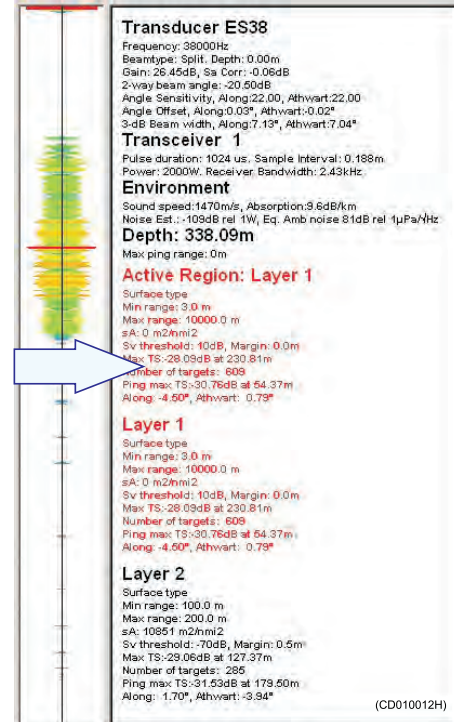 Transducer ES38
Frequency: 38000Hz
Beamtype: Split. Depth: 0.00m
Gain: 26.45dB, Sa Corr: -0.06dB
2-way beam angle: -20.50dB
Angle Sensitivity, Along:22.00, Athwart:22.00
Angle Offset, Along:0.03°, Athwart:-0.02°
3-dB Beam width, Along:7.13°, Athwart:7.04°
Transceiver 1
Pulse duration: 1024 us. Sample Interval: 0.188m
Power: 2000W. Receiver Bandwidth: 2.43kHz
Environment
Sound speed:1470m/s, Absorption:9.6dB/km
Noise Est.: -109dB rel 1W, Eq. Amb noise 81dB rel 1µPa/√Hz
Depth: 338.09m
Max ping range: 0m
Active Region: Layer 1
Surface type
Min range: 3.0 m
Max range: 10000.0 m
sA: 0 m2/nmi2
Sv threshold: 10dB, Margin: 0.0m
Max TS:-28.09dB at 230.81m
Number of targets: 609
Ping max TS:-30.76dB at 54.37m
Along: -4.50°, Athwart: 0.79°
Layer 1
Surface type
Min range: 3.0 m
Max range: 10000.0 m
sA: 0 m2/nmi2
Sv threshold: 10dB, Margin: 0.0m
Max TS:-28.09dB at 230.81m
Number of targets: 609
Ping max TS:-30.76dB at 54.37m
Along: -4.50°, Athwart: 0.79°
Layer 2
Surface type
Min range: 100.0 m
Max range: 200.0 m
sA: 10851 m2/nmi2
Sv threshold: -70dB, Margin: 0.5m
Max TS:-29.06dB at 127.37m
Number of targets: 285
Ping max TS:-31.53dB at 179.50m
Along: 1.70°, Athwart: -3.94°
(CD010012H)